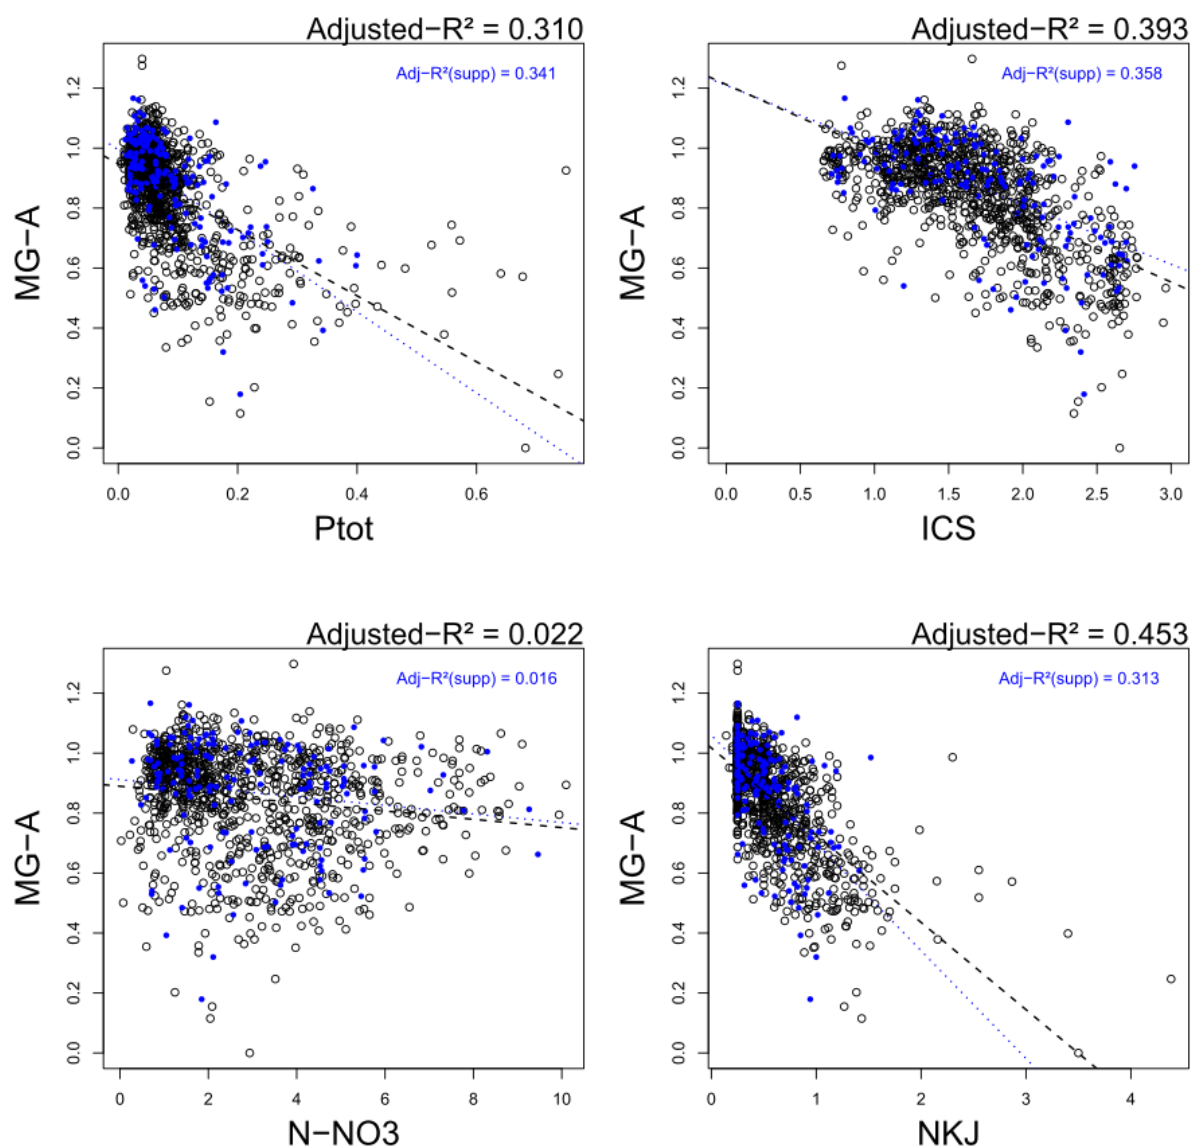 Adjusted−R² = 0.310
Adj−R²(supp) = 0.341
MG−A
0.0 0.2 0.4 0.6 0.8 1.0 1.2
0.0 0.2 0.4 0.6
Ptot
Adjusted−R² = 0.393
Adj−R²(supp) = 0.358
MG−A
0.0 0.2 0.4 0.6 0.8 1.0 1.2
0.0 0.5 1.0 1.5 2.0 2.5 3.0
ICS
Adjusted−R² = 0.022
Adj−R²(supp) = 0.016
MG−A
0.0 0.2 0.4 0.6 0.8 1.0 1.2
0 2 4 6 8 10
N−NO3
Adjusted−R² = 0.453
Adj−R²(supp) = 0.313
MG−A
0.0 0.2 0.4 0.6 0.8 1.0 1.2
0 1 2 3 4
NKJ